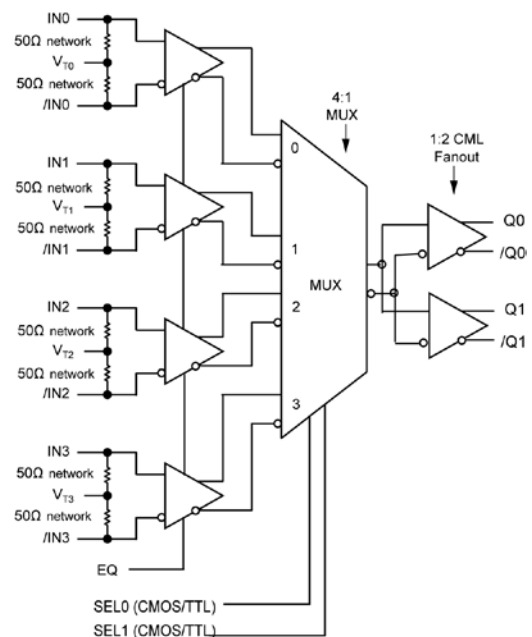 IN0
50Ω network
VT0
50Ω network
/IN0
IN1
50Ω network
VT1
50Ω network
/IN1
IN2
50Ω network
VT2
50Ω network
/IN2
IN3
50Ω network
VT3
50Ω network
/IN3
EQ
SEL0 (CMOS/TTL)
SEL1 (CMOS/TTL)
4:1
MUX
0
1
2
3
MUX
1:2 CML
Fanout
Q0
/Q0
Q1
/Q1